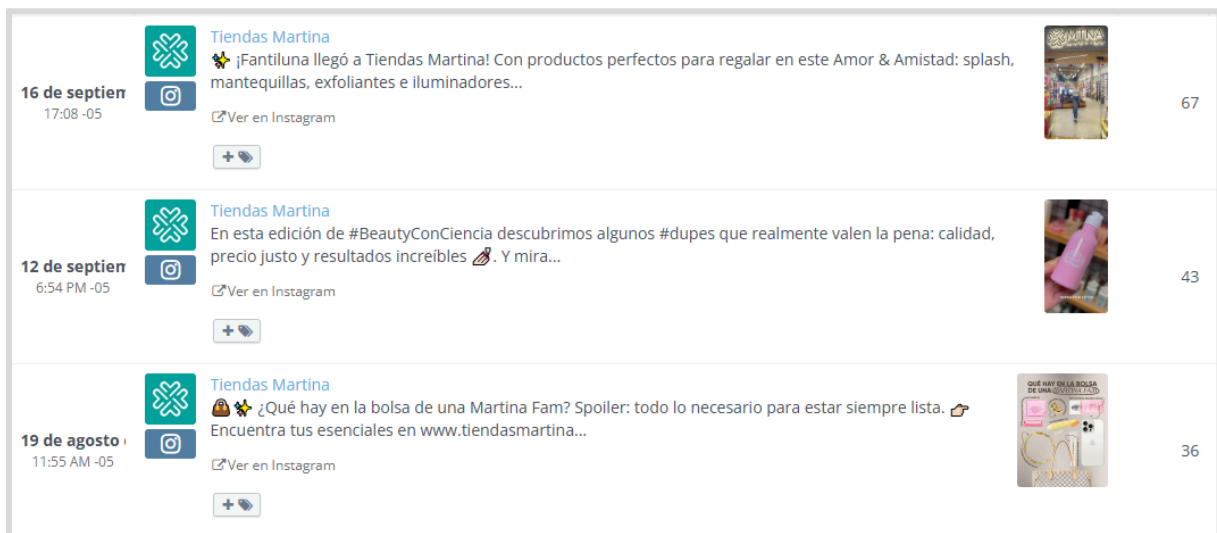 Tiendas Martina
✨ ¡Fantiluna llegó a Tiendas Martina! Con productos perfectos para regalar en este Amor & Amistad: splash,
mantequillas, exfoliantes e iluminadores...
16 de septiem
17:08 -05
Ver en Instagram
67
Tiendas Martina
En esta edición de #BeautyConCiencia descubrimos algunos #dupes que realmente valen la pena: calidad,
precio justo y resultados increíbles 💅. Y mira...
12 de septiem
6:54 PM -05
Ver en Instagram
43
Tiendas Martina
👜✨ ¿Qué hay en la bolsa de una Martina Fam? Spoiler: todo lo necesario para estar siempre lista. 👉
Encuentra tus esenciales en www.tiendasmartina...
19 de agosto
11:55 AM -05
Ver en Instagram
QUÉ HAY EN LA BOLSA
DE UNA MARTINA FAM
36